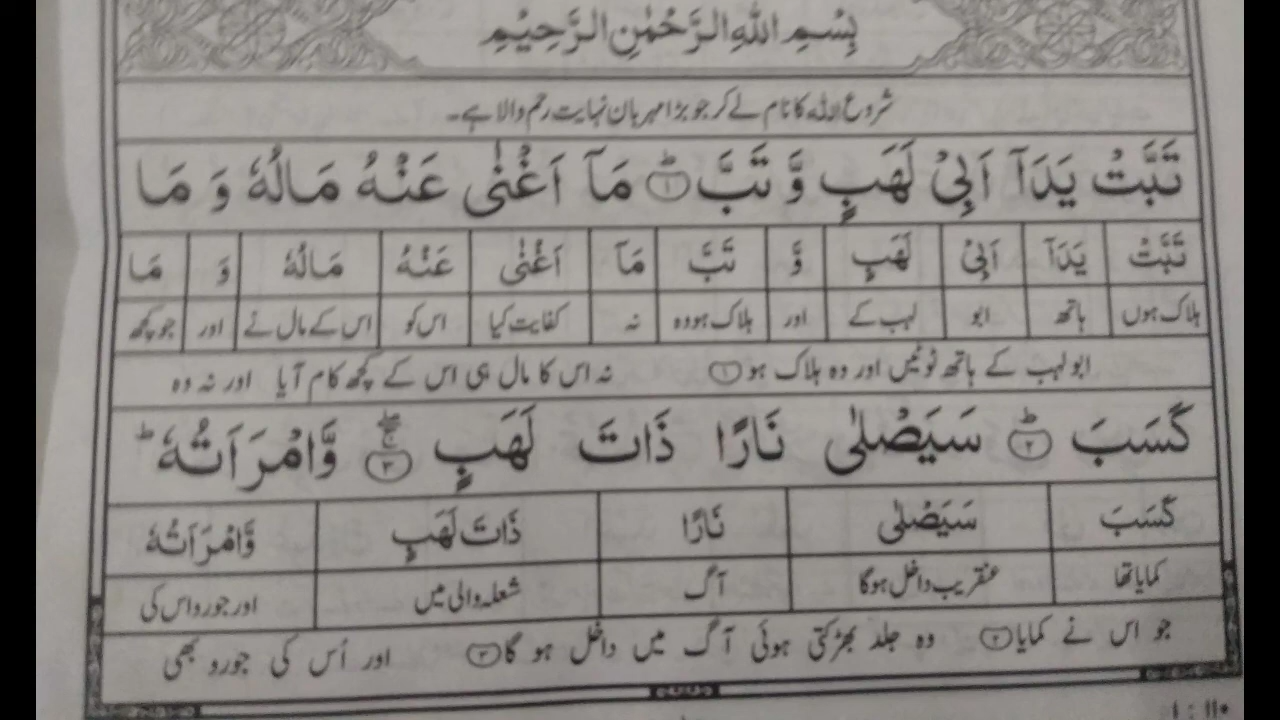 بِسْمِ اللّٰهِ الرَّحْمٰنِ الرَّحِيْمِ
شروع اللہ کا نام لے کر جو بڑا مہربان نہایت رحم والا ہے۔
تَبَّتْ يَدَآ اَبِيْ لَهَبٍ وَّ تَبَّ ؕ﴿۱﴾ مَآ اَغْنٰى عَنْهُ مَالُهٗ وَ مَا
تَبَّتْ يَدَآ اَبِيْ لَهَبٍ وَّ تَبَّ مَآ اَغْنٰى عَنْهُ مَالُهٗ وَ مَا
ہلاک ہوں ہاتھ ابو لہب کے اور ہلاک ہو وہ نہ کفایت کیا اس کو اس کے مال نے اور جو کچھ
ابولہب کے ہاتھ ٹوٹیں اور وہ ہلاک ہو ﴿۱﴾ نہ اس کا مال ہی اس کے کچھ کام آیا اور نہ وہ
كَسَبَ ؕ﴿۲﴾ سَيَصْلٰى نَارًا ذَاتَ لَهَبٍ ۚۖ﴿۳﴾ وَّامْرَاَتُهٗ ؕ
كَسَبَ سَيَصْلٰى نَارًا ذَاتَ لَهَبٍ وَّامْرَاَتُهٗ
کمایا تھا عنقریب داخل ہو گا آگ شعلہ والی میں اور جورو اس کی
جو اس نے کمایا ﴿۲﴾ وہ جلد بھڑکتی ہوئی آگ میں داخل ہو گا ﴿۳﴾ اور اُس کی جورو بھی